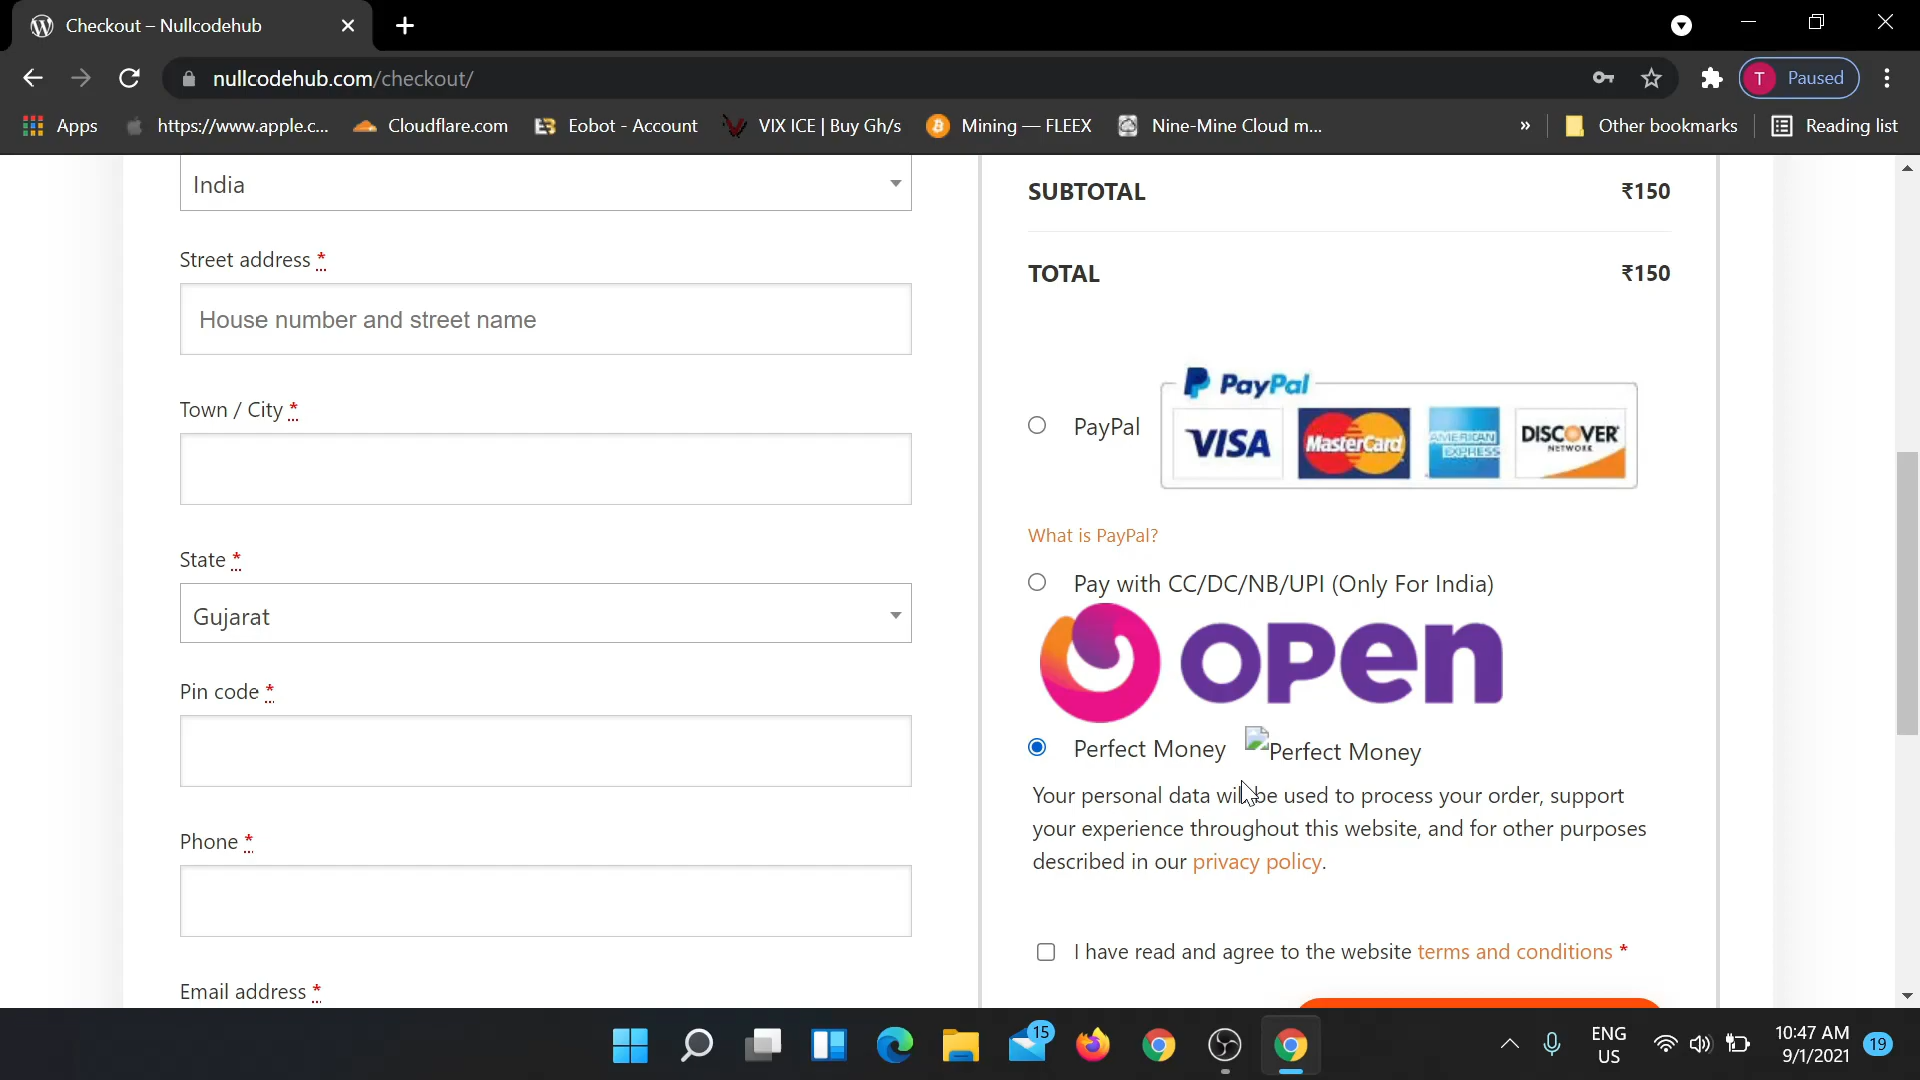 Checkout – Nullcodehub
nullcodehub.com/checkout/
T Paused
Apps
https://www.apple.c...
Cloudflare.com
Eobot - Account
VIX ICE | Buy Gh/s
Mining — FLEEX
Nine-Mine Cloud m...
»
Other bookmarks
Reading list
India
Street address *
House number and street name
Town / City *
State *
Gujarat
Pin code *
Phone *
Email address *
SUBTOTAL ₹150
TOTAL ₹150
PayPal
PayPal
VISA
MasterCard
AMERICAN EXPRESS
DISCOVER
NETWORK
What is PayPal?
Pay with CC/DC/NB/UPI (Only For India)
OPEN
Perfect Money Perfect Money
Your personal data will be used to process your order, support
your experience throughout this website, and for other purposes
described in our privacy policy.
I have read and agree to the website terms and conditions *
15
ENG
US
10:47 AM
9/1/2021
19